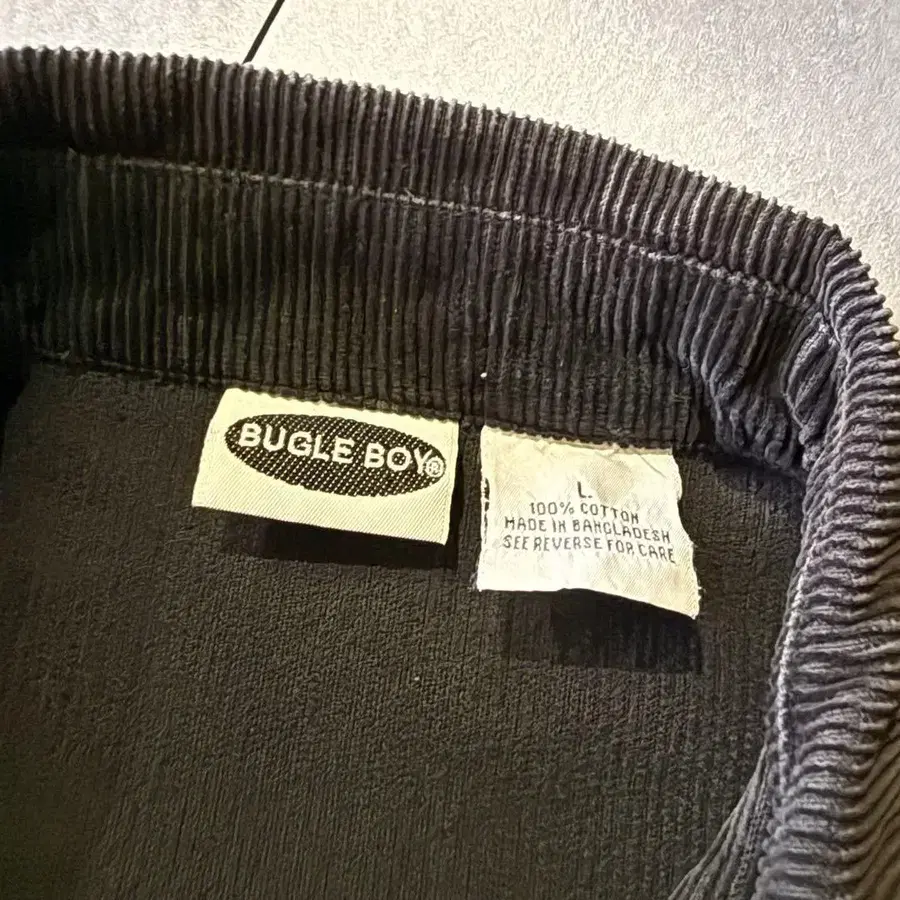 BUGLE BOY®
L.
100% COTTON
MADE IN BANGLADESH
SEE REVERSE FOR CARE